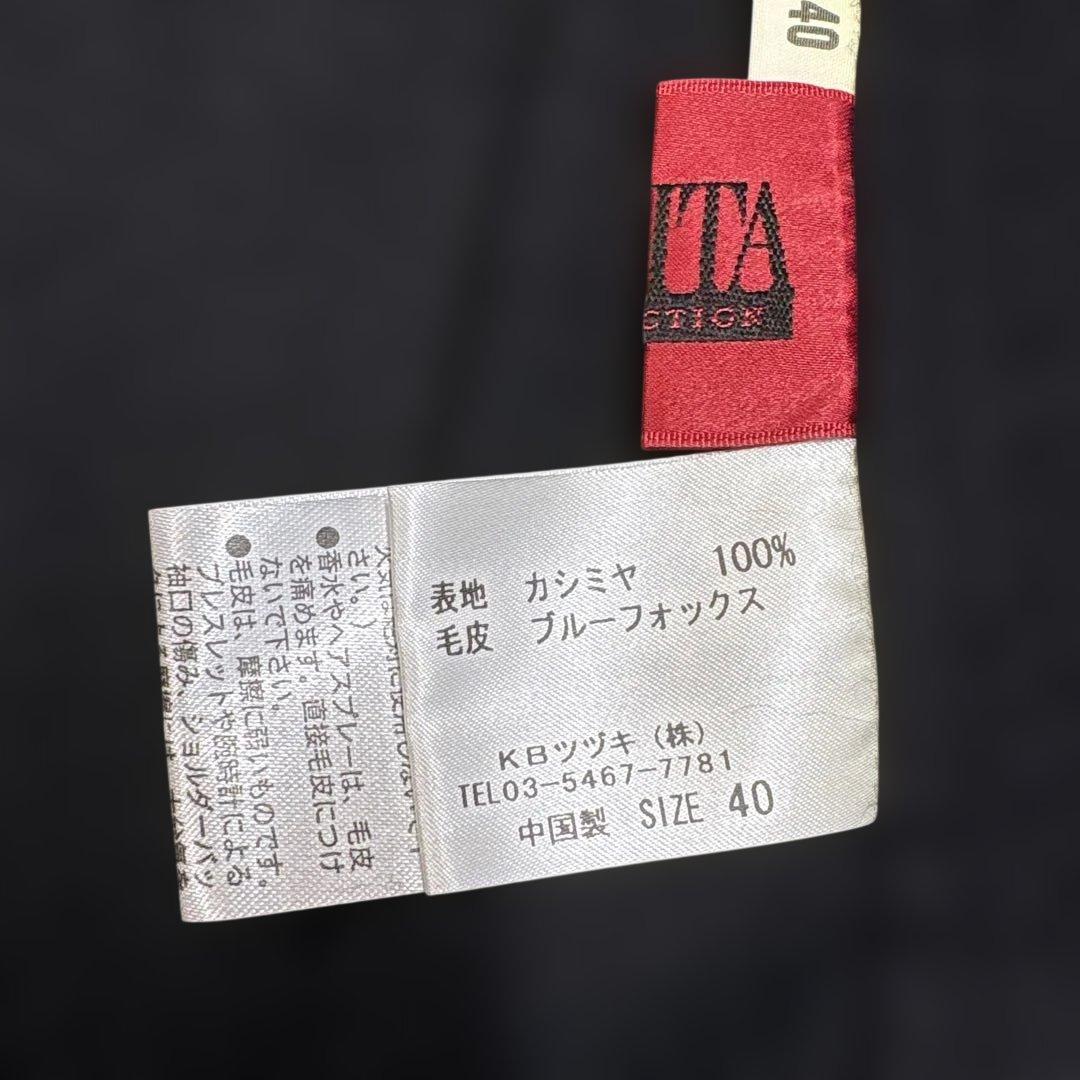 40
TTA
CTION
表地 カシミヤ 100%
毛皮 ブルーフォックス
KBツヅキ(株)
TEL03-5467-7781
中国製 SIZE 40
さい。)
●香水やヘアスプレーは、毛皮
を痛めます。直接毛皮につけ
ないで下さい。
●毛皮は、摩擦に弱いものです。
ブレスレットや腕時計による
袖口の傷み、ショルダーバッ